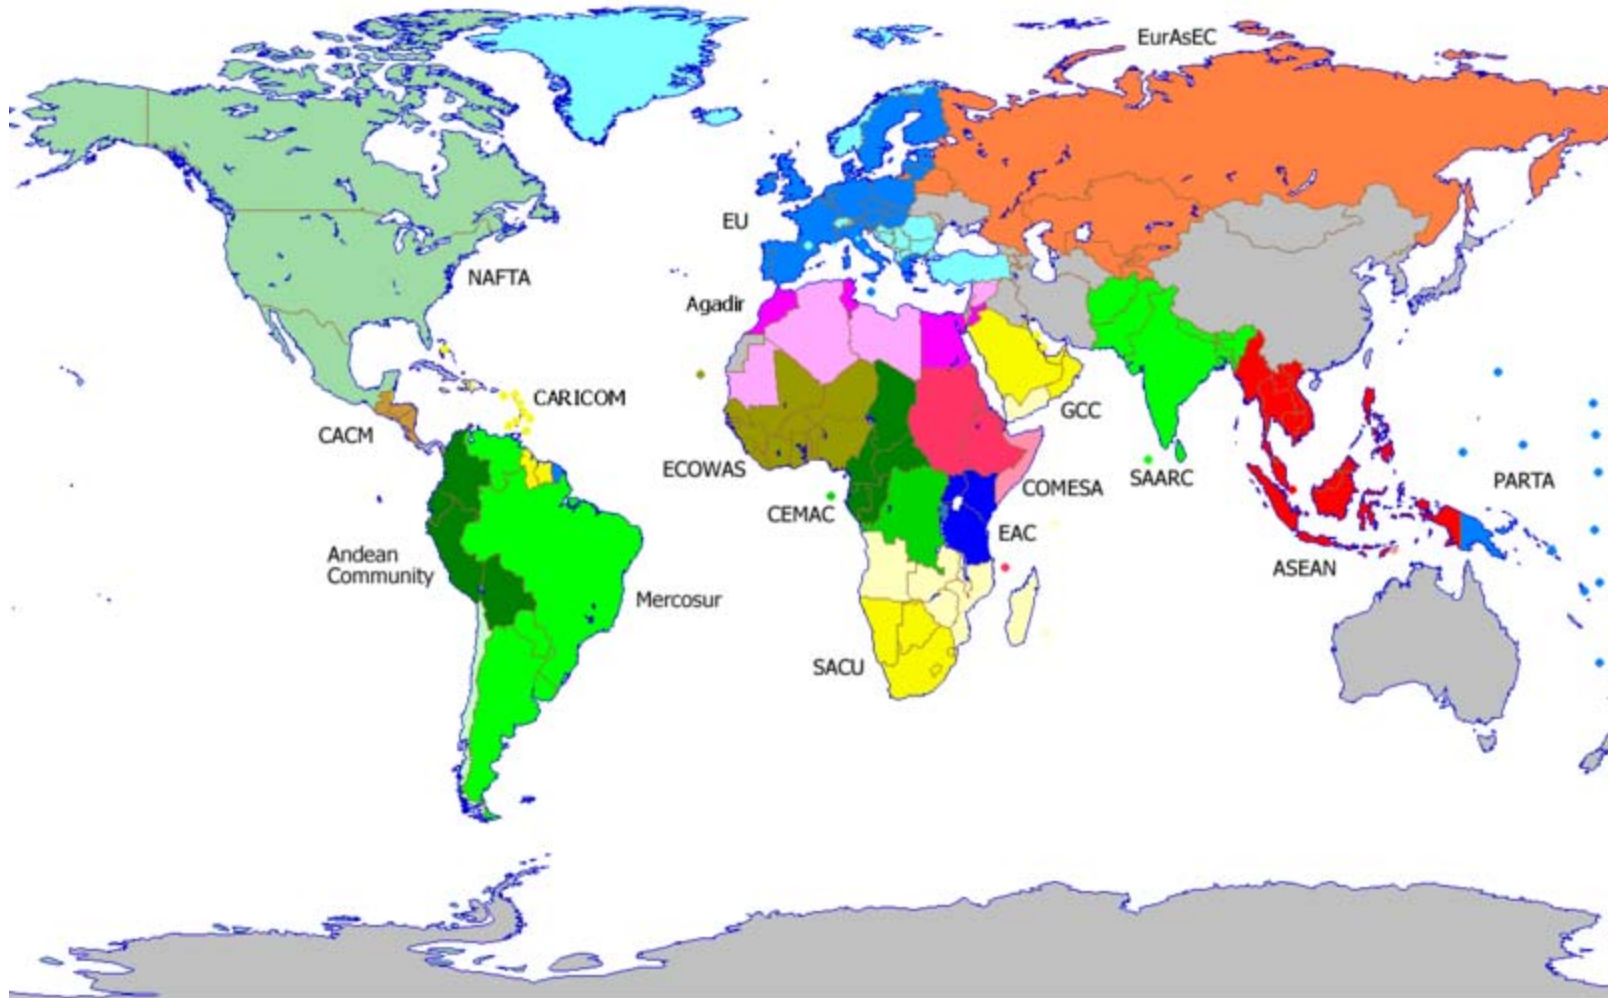 EurAsEC
EU
NAFTA
Agadir
CARICOM
CACM
GCC
ECOWAS
COMESA
SAARC
PARTA
CEMAC
EAC
Andean
Community
ASEAN
Mercosur
SACU